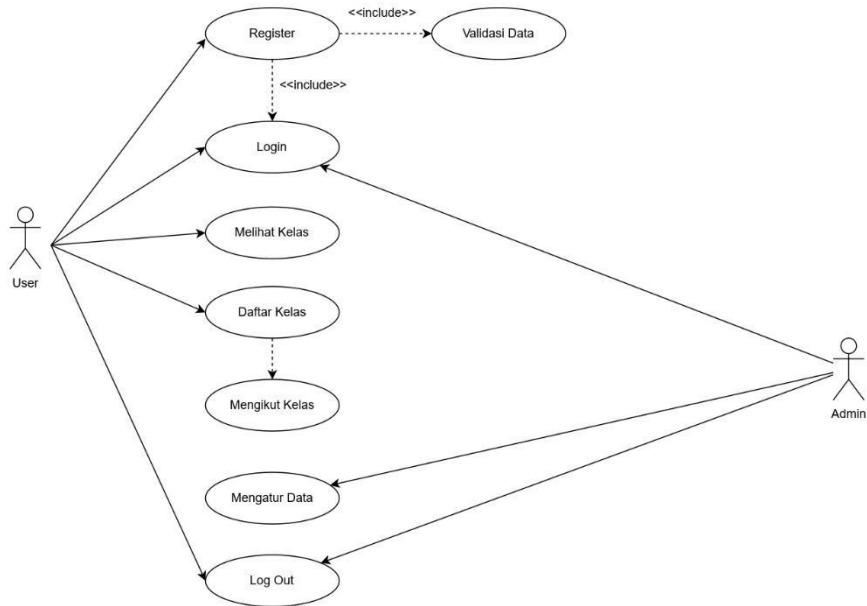 <<include>>
Register
Validasi Data
<<include>>
Login
Melihat Kelas
User
Daftar Kelas
Mengikut Kelas
Admin
Mengatur Data
Log Out